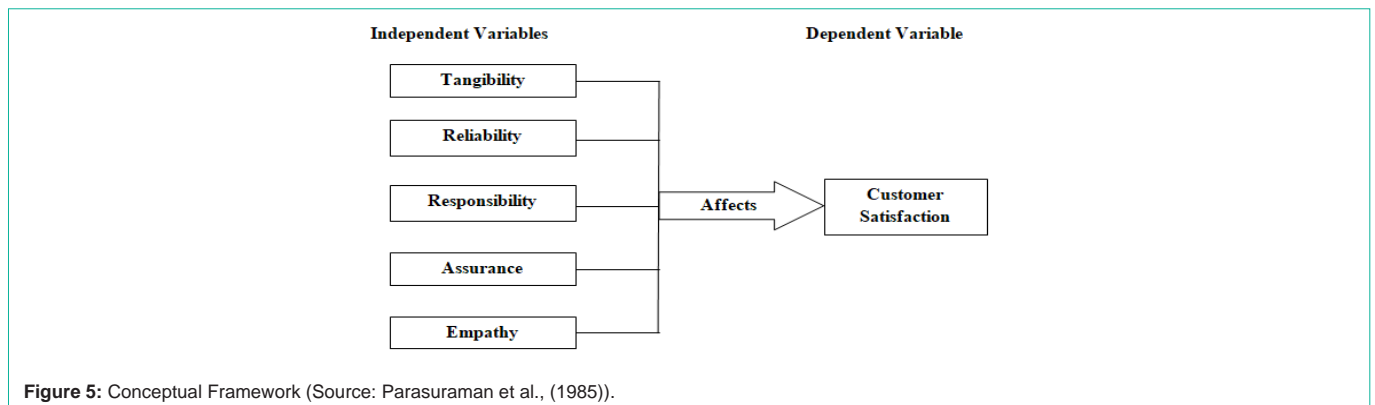 Independent Variables
Dependent Variable
Tangibility
Reliability
Responsibility
Assurance
Empathy
Affects
Customer
Satisfaction
Figure 5: Conceptual Framework (Source: Parasuraman et al., (1985)).